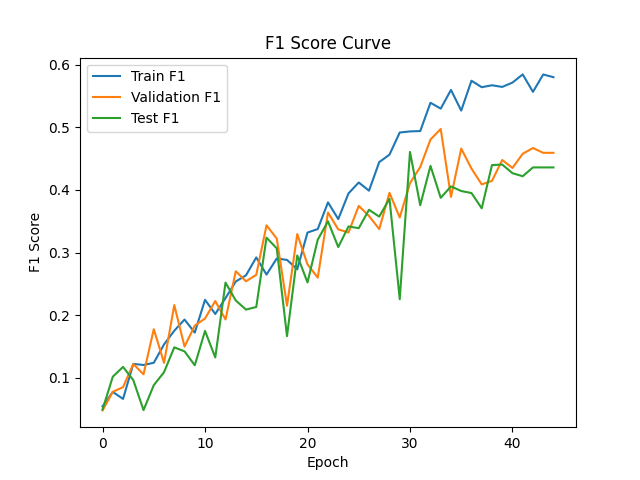 F1 Score Curve
Train F1
Validation F1
Test F1
F1 Score
0.6
0.5
0.4
0.3
0.2
0.1
0 10 20 30 40
Epoch